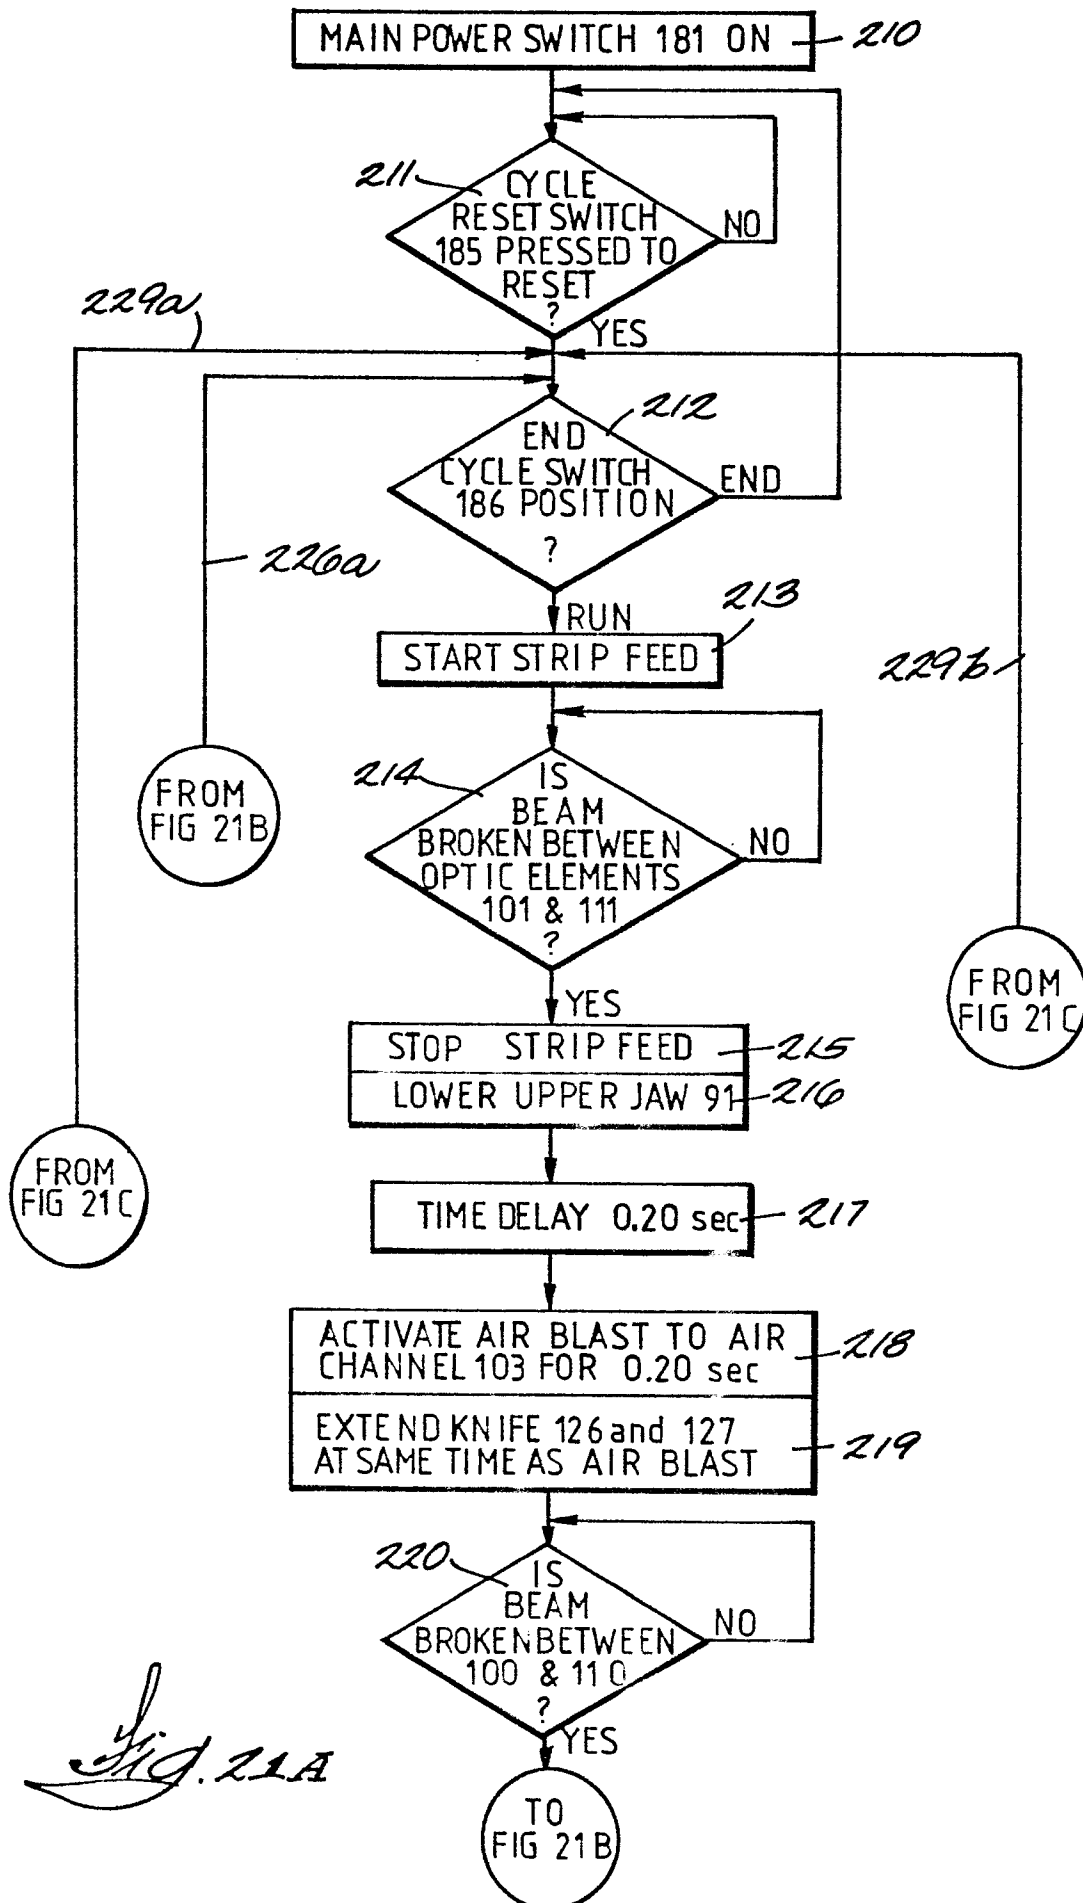 MAIN POWER SWITCH 181 ON
210
211
CYCLE
RESET SWITCH
185 PRESSED TO
RESET
?
NO
YES
229a
212
END
CYCLE SWITCH
186 POSITION
?
END
226a
RUN
213
START STRIP FEED
229b
214
IS
BEAM
BROKEN BETWEEN
OPTIC ELEMENTS
101 & 111
?
NO
FROM
FIG 21B
YES
FROM
FIG 21C
STOP STRIP FEED
215
LOWER UPPER JAW 91
216
FROM
FIG 21C
TIME DELAY 0.20 sec
217
ACTIVATE AIR BLAST TO AIR
CHANNEL 103 FOR 0.20 sec
218
EXTEND KNIFE 126 and 127
AT SAME TIME AS AIR BLAST
219
220
IS
BEAM
BROKEN BETWEEN
100 & 110
?
NO
YES
Fig. 21A
TO
FIG 21B